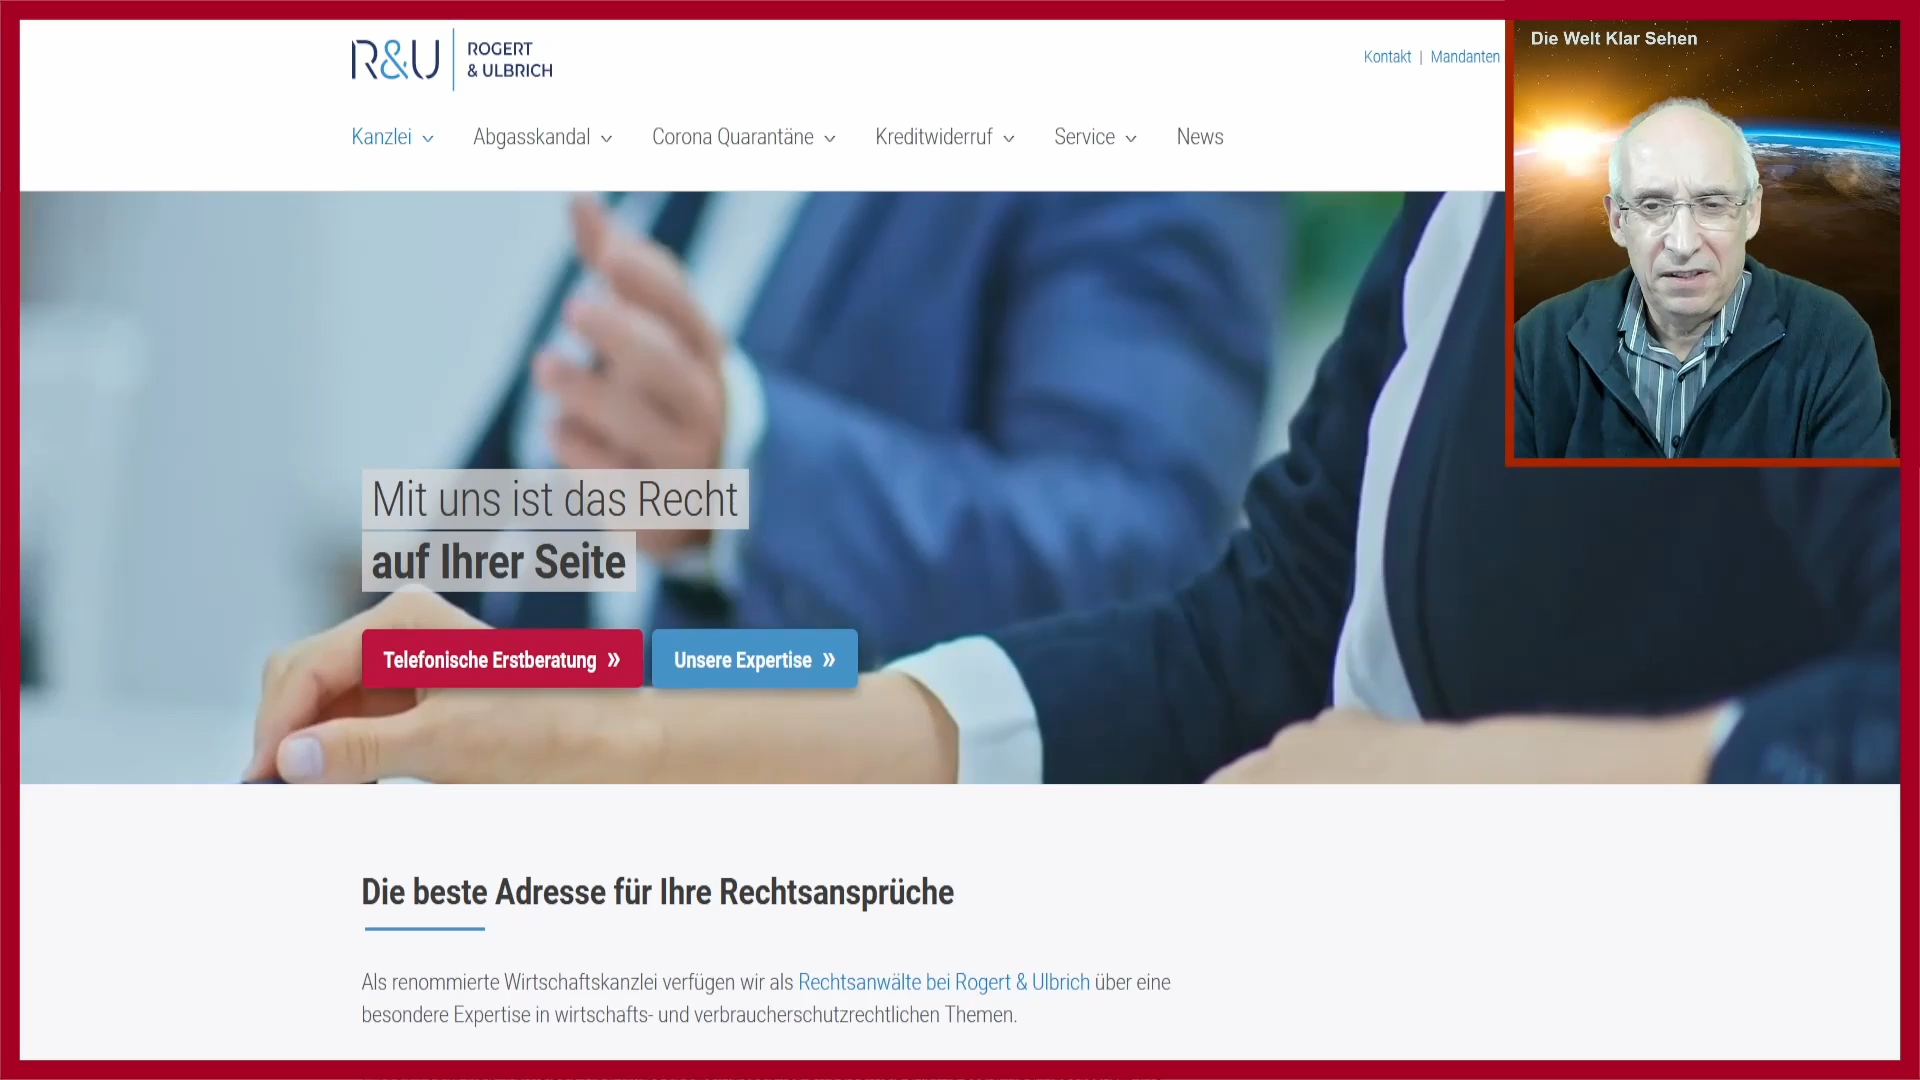 R&U
ROGERT
& ULBRICH
Kontakt | Mandanten
Die Welt Klar Sehen
Kanzlei
Abgasskandal
Corona Quarantäne
Kreditwiderruf
Service
News
Mit uns ist das Recht
auf Ihrer Seite
Telefonische Erstberatung »
Unsere Expertise »
Die beste Adresse für Ihre Rechtsansprüche
Als renommierte Wirtschaftskanzlei verfügen wir als Rechtsanwälte bei Rogert & Ulbrich über eine
besondere Expertise in wirtschafts- und verbraucherschutzrechtlichen Themen.